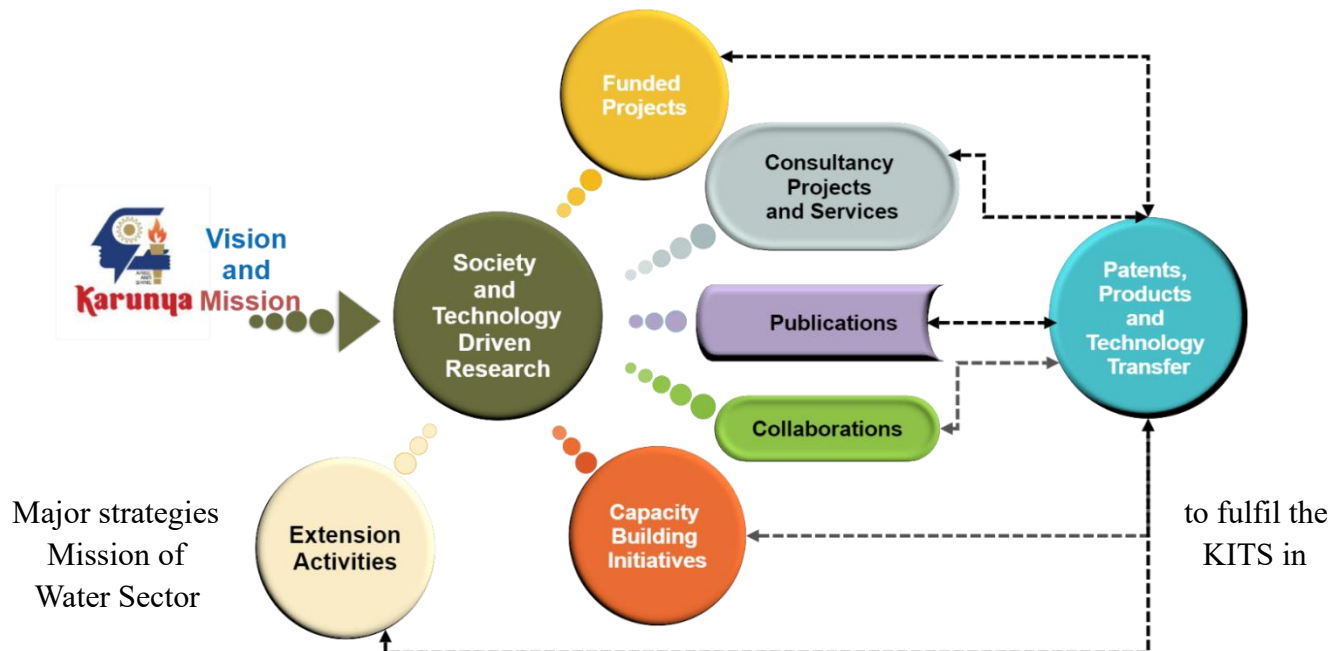 Funded
Projects
Consultancy
Projects
and Services
Karunya
Vision
and
Mission
Society
and
Technology
Driven
Research
Publications
Patents,
Products
and
Technology
Transfer
Collaborations
Capacity
Building
Initiatives
Extension
Activities
Major strategies to fulfil the
Mission of KITS in
Water Sector